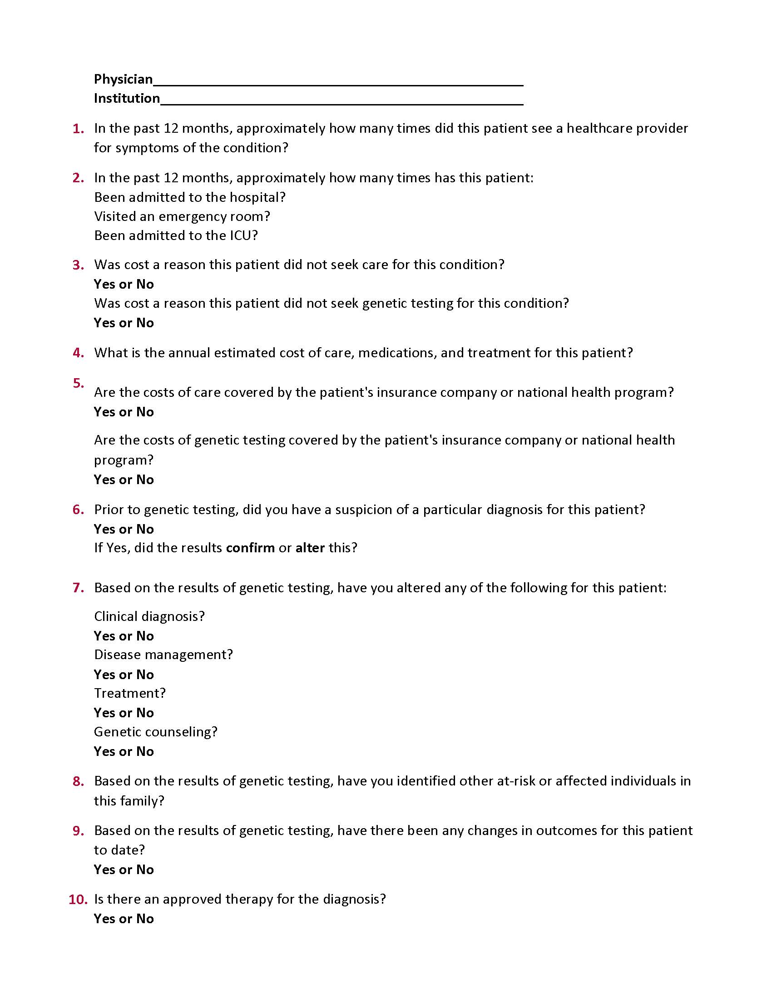 Physician
Institution
1. In the past 12 months, approximately how many times did this patient see a healthcare provider
for symptoms of the condition?
2. In the past 12 months, approximately how many times has this patient:
Been admitted to the hospital?
Visited an emergency room?
Been admitted to the ICU?
3. Was cost a reason this patient did not seek care for this condition?
Yes or No
Was cost a reason this patient did not seek genetic testing for this condition?
Yes or No
4. What is the annual estimated cost of care, medications, and treatment for this patient?
5.
Are the costs of care covered by the patient's insurance company or national health program?
Yes or No
Are the costs of genetic testing covered by the patient's insurance company or national health
program?
Yes or No
6. Prior to genetic testing, did you have a suspicion of a particular diagnosis for this patient?
Yes or No
If Yes, did the results confirm or alter this?
7. Based on the results of genetic testing, have you altered any of the following for this patient:
Clinical diagnosis?
Yes or No
Disease management?
Yes or No
Treatment?
Yes or No
Genetic counseling?
Yes or No
8. Based on the results of genetic testing, have you identified other at-risk or affected individuals in
this family?
9. Based on the results of genetic testing, have there been any changes in outcomes for this patient
to date?
Yes or No
10. Is there an approved therapy for the diagnosis?
Yes or No